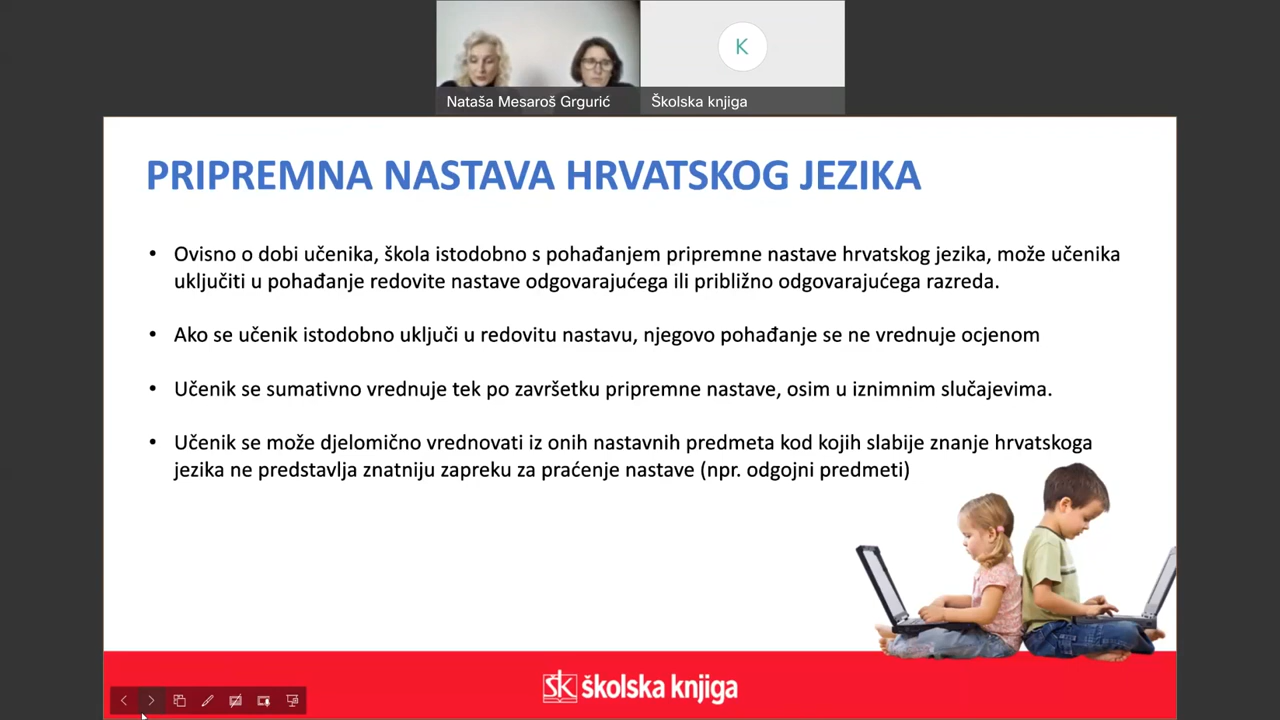 K
Nataša Mesaroš Grgurić
Školska knjiga
PRIPREMNA NASTAVA HRVATSKOG JEZIKA
• Ovisno o dobi učenika, škola istodobno s pohađanjem pripremne nastave hrvatskog jezika, može učenika
uključiti u pohađanje redovite nastave odgovarajućega ili približno odgovarajućega razreda.
• Ako se učenik istodobno uključi u redovitu nastavu, njegovo pohađanje se ne vrednuje ocjenom
• Učenik se sumativno vrednuje tek po završetku pripremne nastave, osim u iznimnim slučajevima.
• Učenik se može djelomično vrednovati iz onih nastavnih predmeta kod kojih slabije znanje hrvatskoga
jezika ne predstavlja znatniju zapreku za praćenje nastave (npr. odgojni predmeti)
ŠK školska knjiga